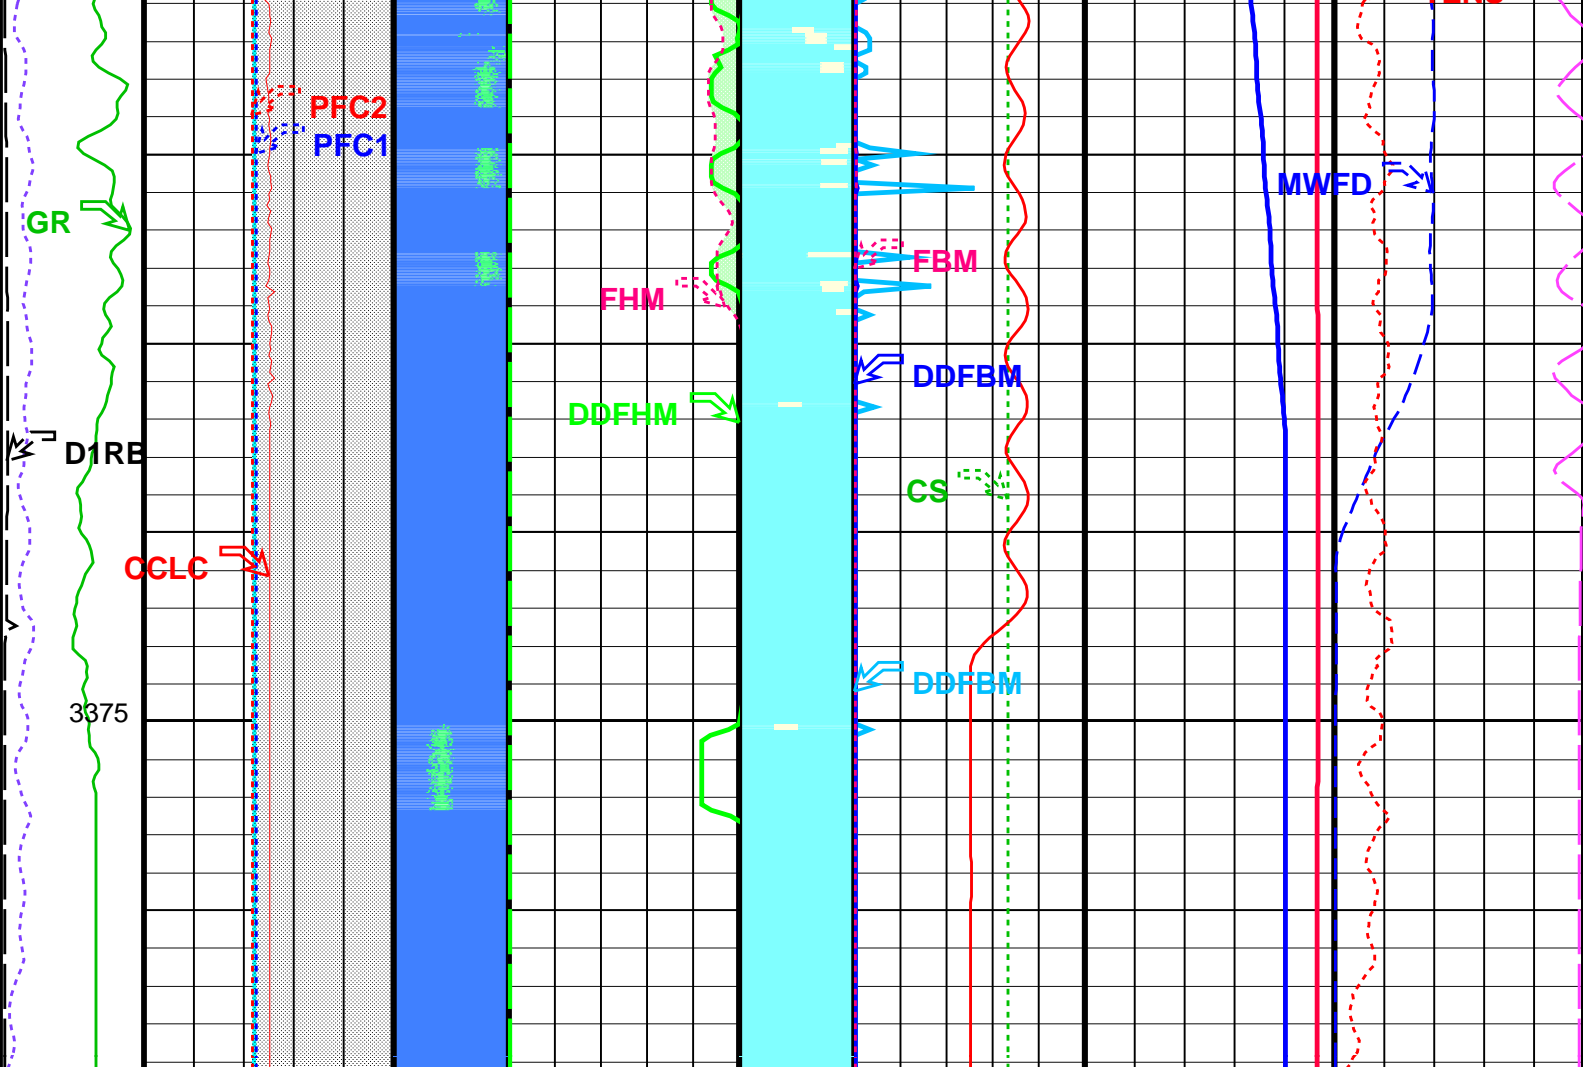 PFC2
PFC1
MWFD
GR
FBM
FHM
DDFBM
DDFHM
D1RB
CS
CCLC
DDFBM
3375